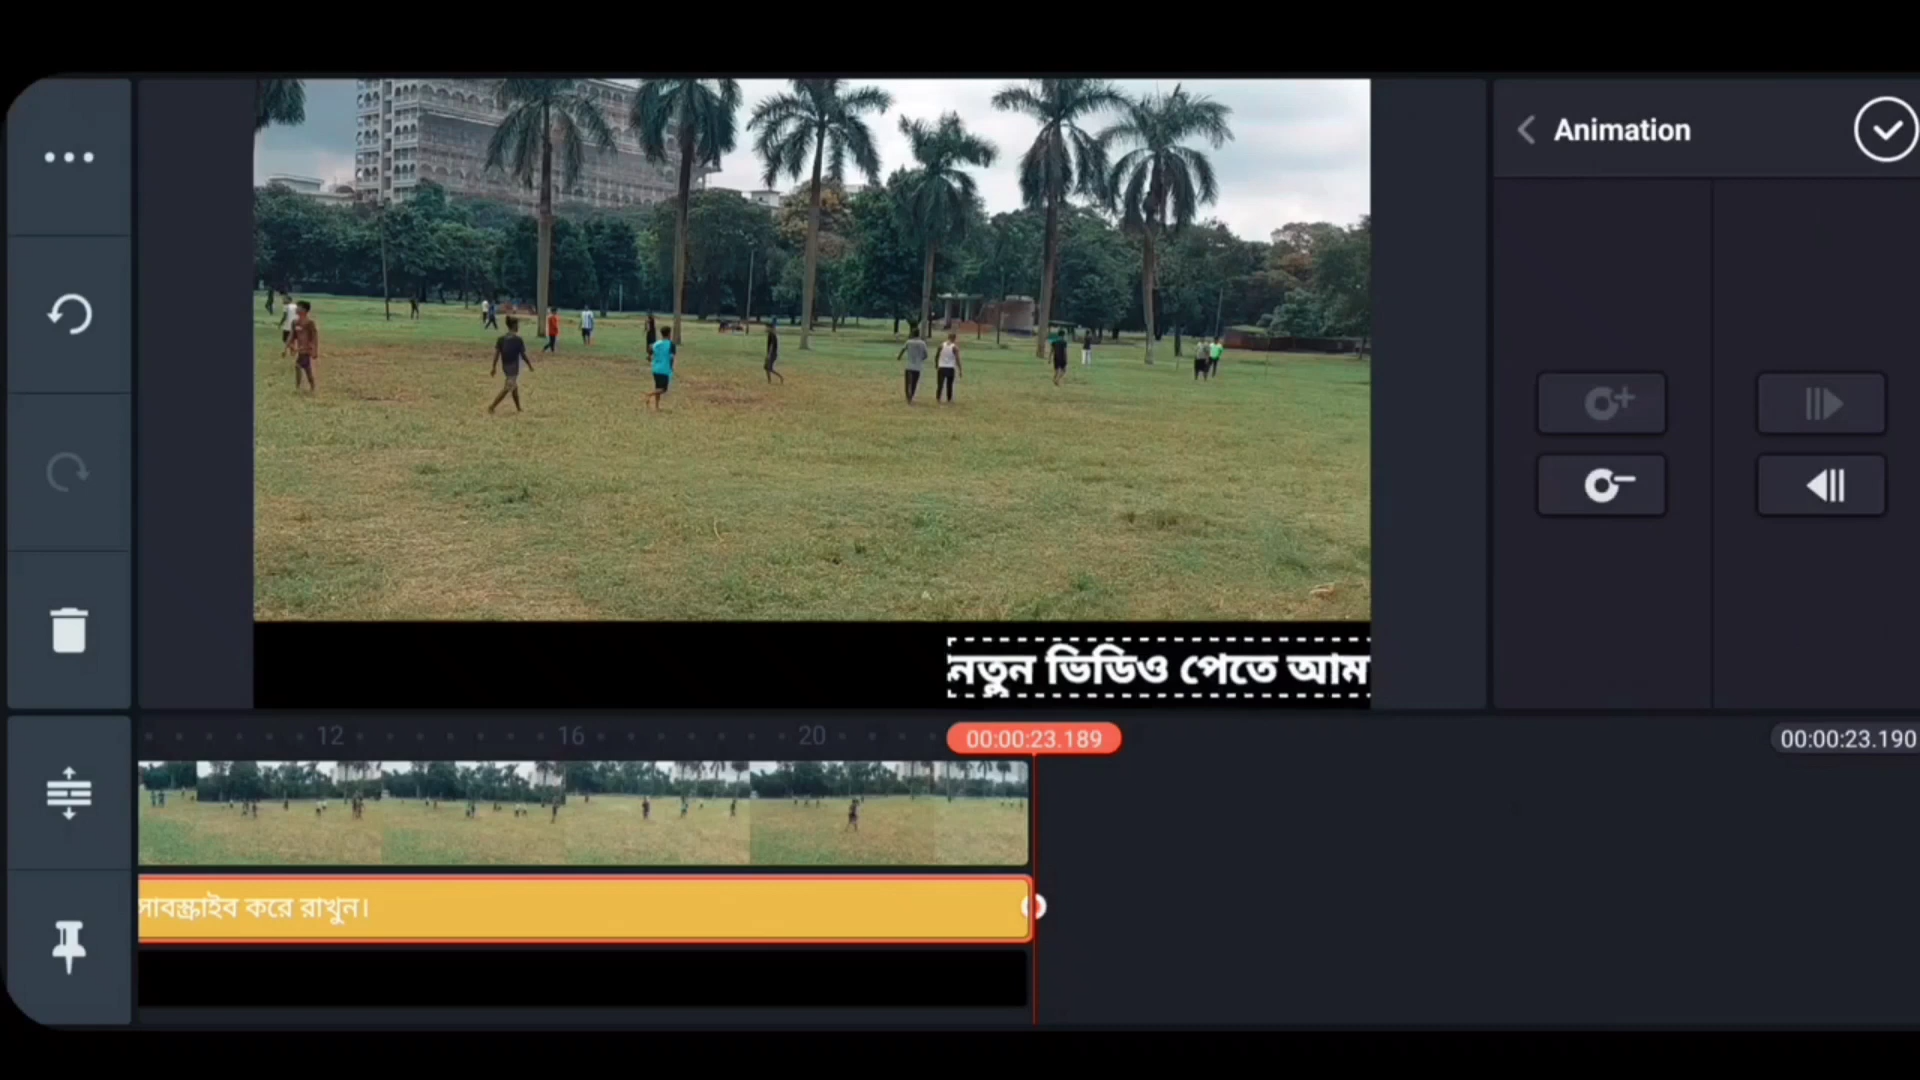 Animation
নতুন ভিডিও পেতে আম
12
16
20
00:00:23.189
00:00:23.190
সাবস্ক্রাইব করে রাখুন।